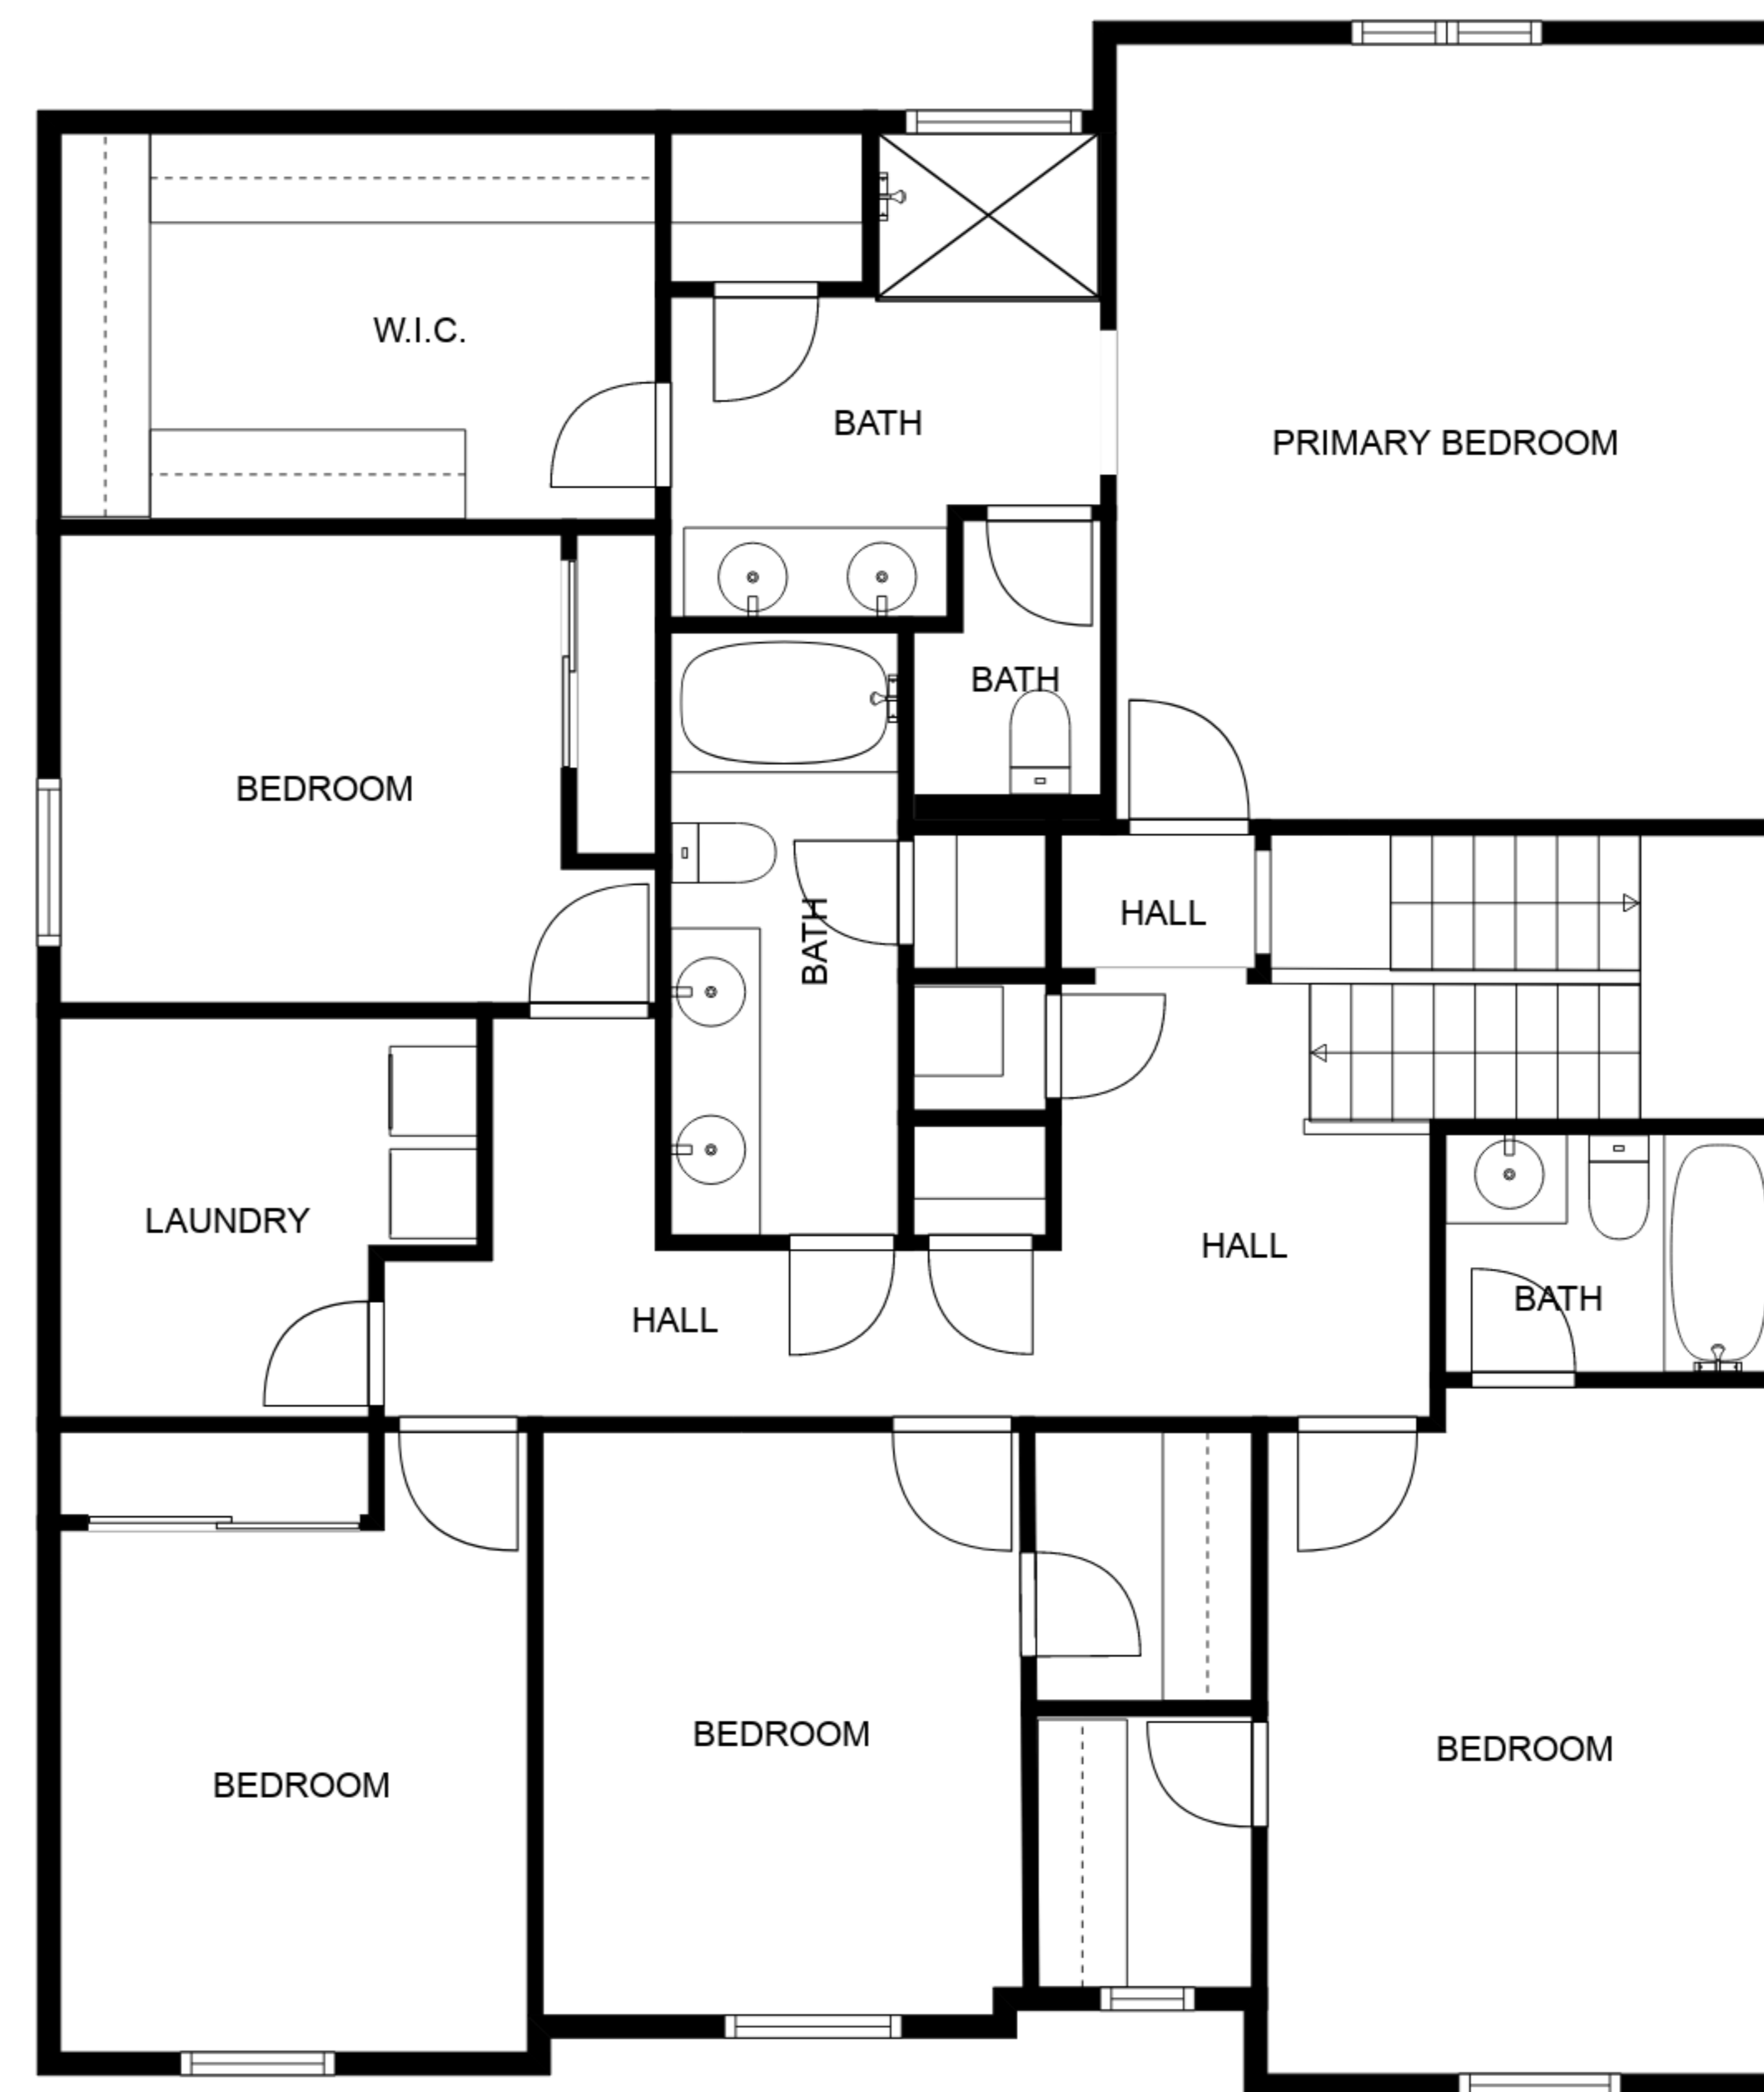 W.I.C.
BATH
PRIMARY BEDROOM
BATH
BEDROOM
HALL
BATH
LAUNDRY
HALL
BATH
HALL
BEDROOM
BEDROOM
BEDROOM